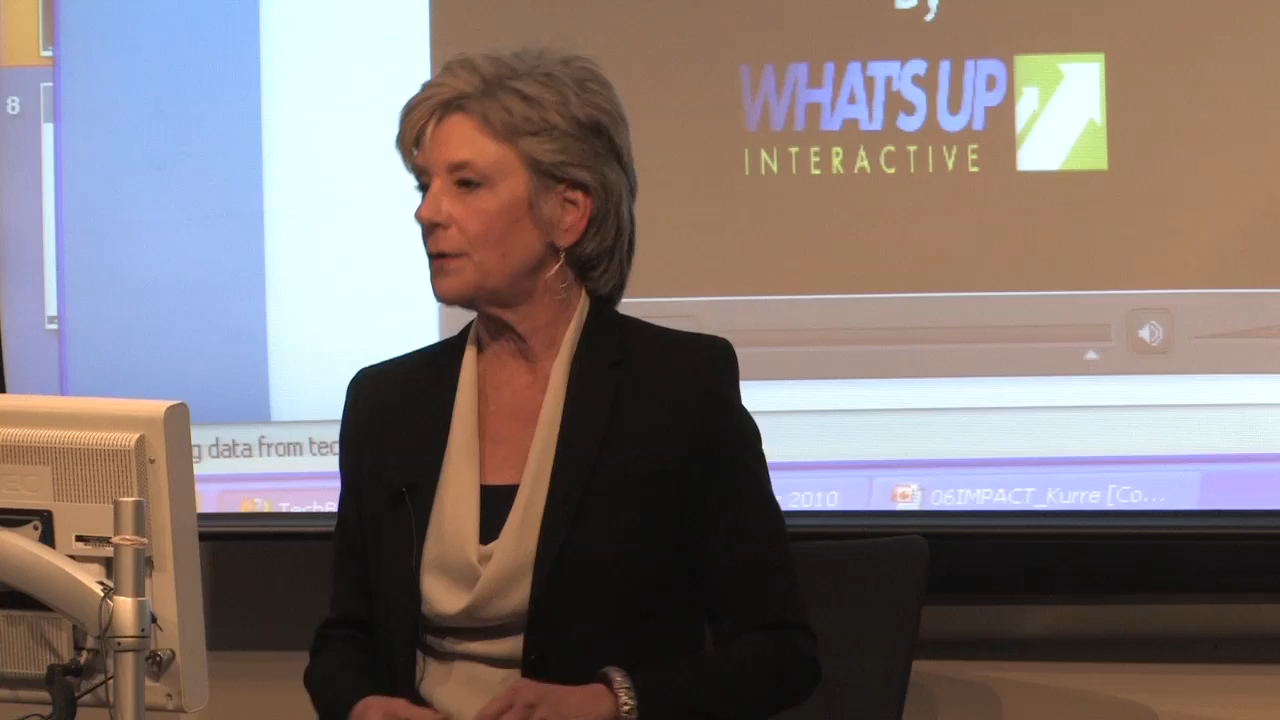 8
WHAT'S UP
INTERACTIVE
g data from tec
2010
06IMPACT_Kurre [Co...